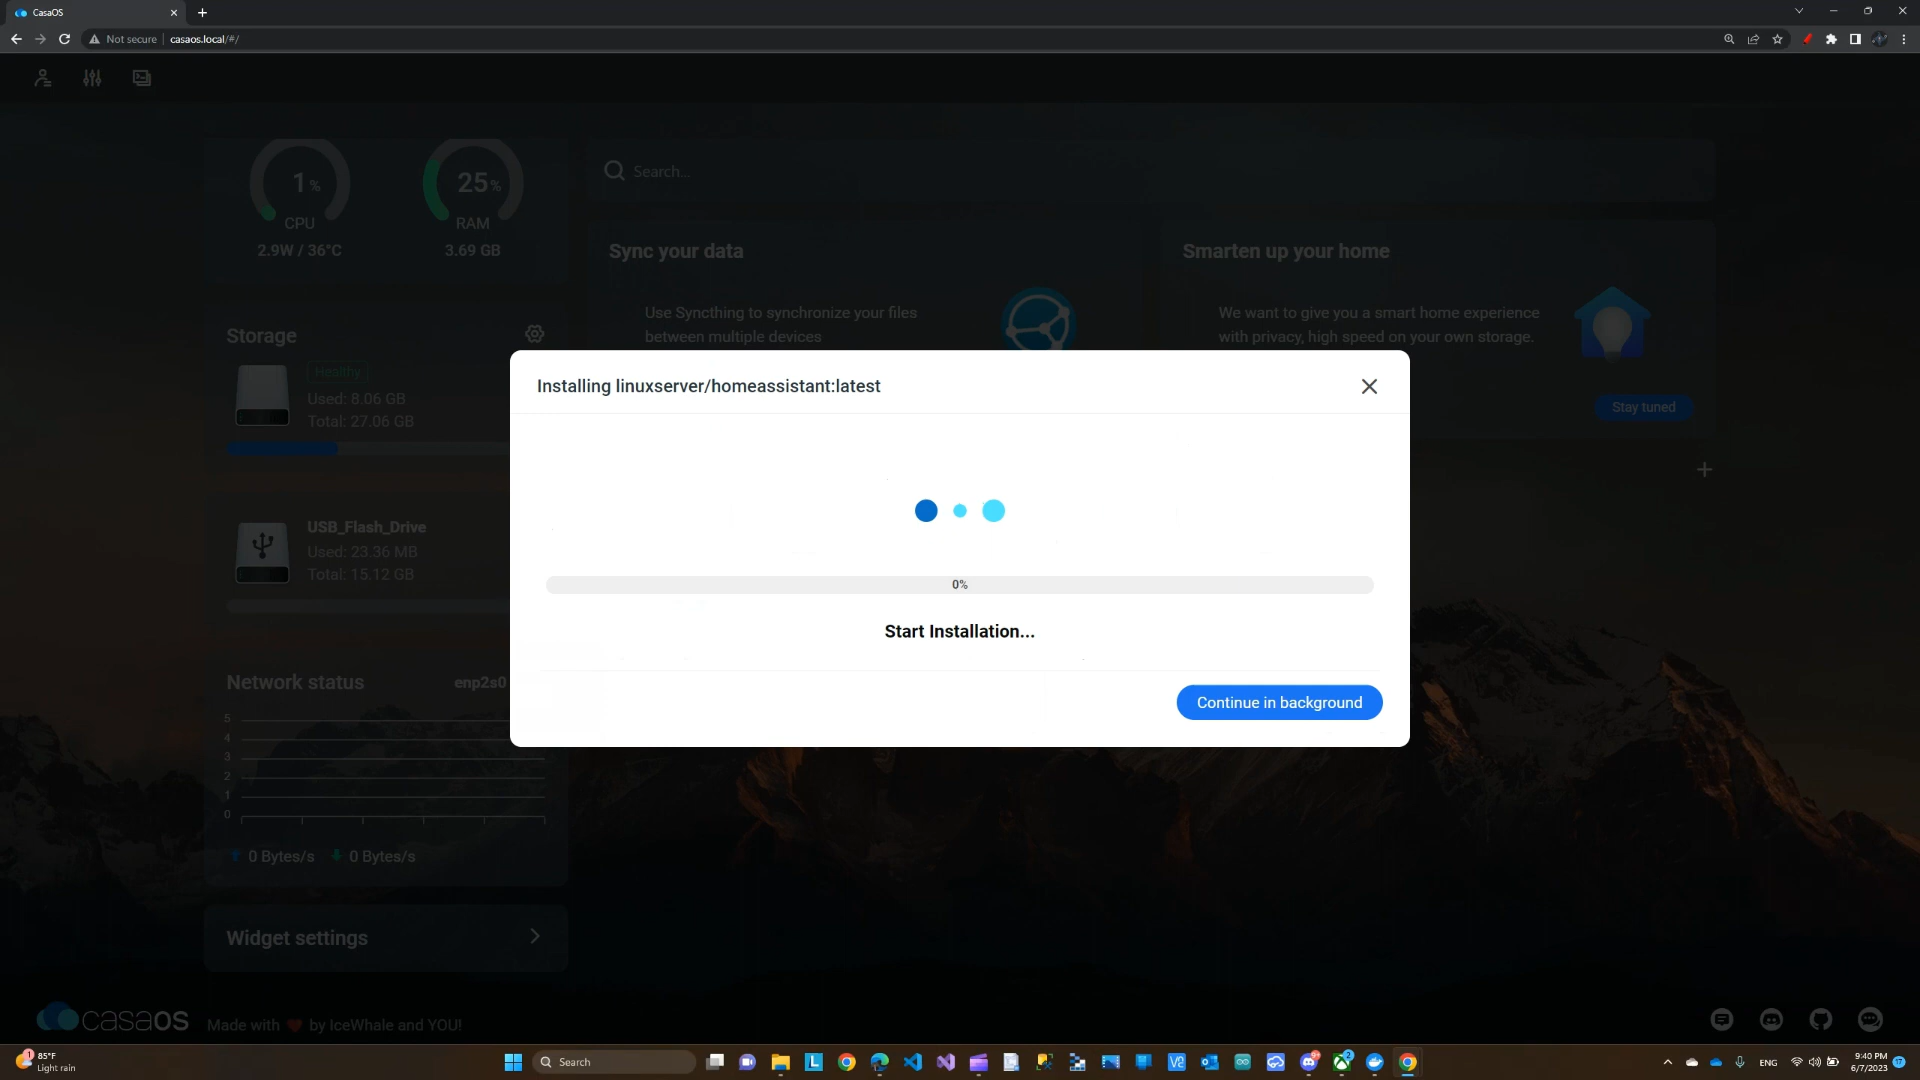 CasaOS
Not secure
casaos.local/#/
1%
CPU
2.9W / 36°C
25%
RAM
3.69 GB
Search...
Sync your data
Use Syncthing to synchronize your files
between multiple devices
Smarten up your home
We want to give you a smart home experience
with privacy, high speed on your own storage.
Stay tuned
Storage
Healthy
Used: 8.06 GB
Total: 27.06 GB
USB_Flash_Drive
Used: 23.36 MB
Total: 15.12 GB
Installing linuxserver/homeassistant:latest
0%
Start Installation...
Continue in background
Network status
enp2s0
5
4
3
2
1
0
0 Bytes/s
0 Bytes/s
Widget settings
casaOS
Made with ❤ by IceWhale and YOU!
1
85°F
Light rain
Search
L
VC
9+
2
ENG
9:40 PM
6/7/2023
17